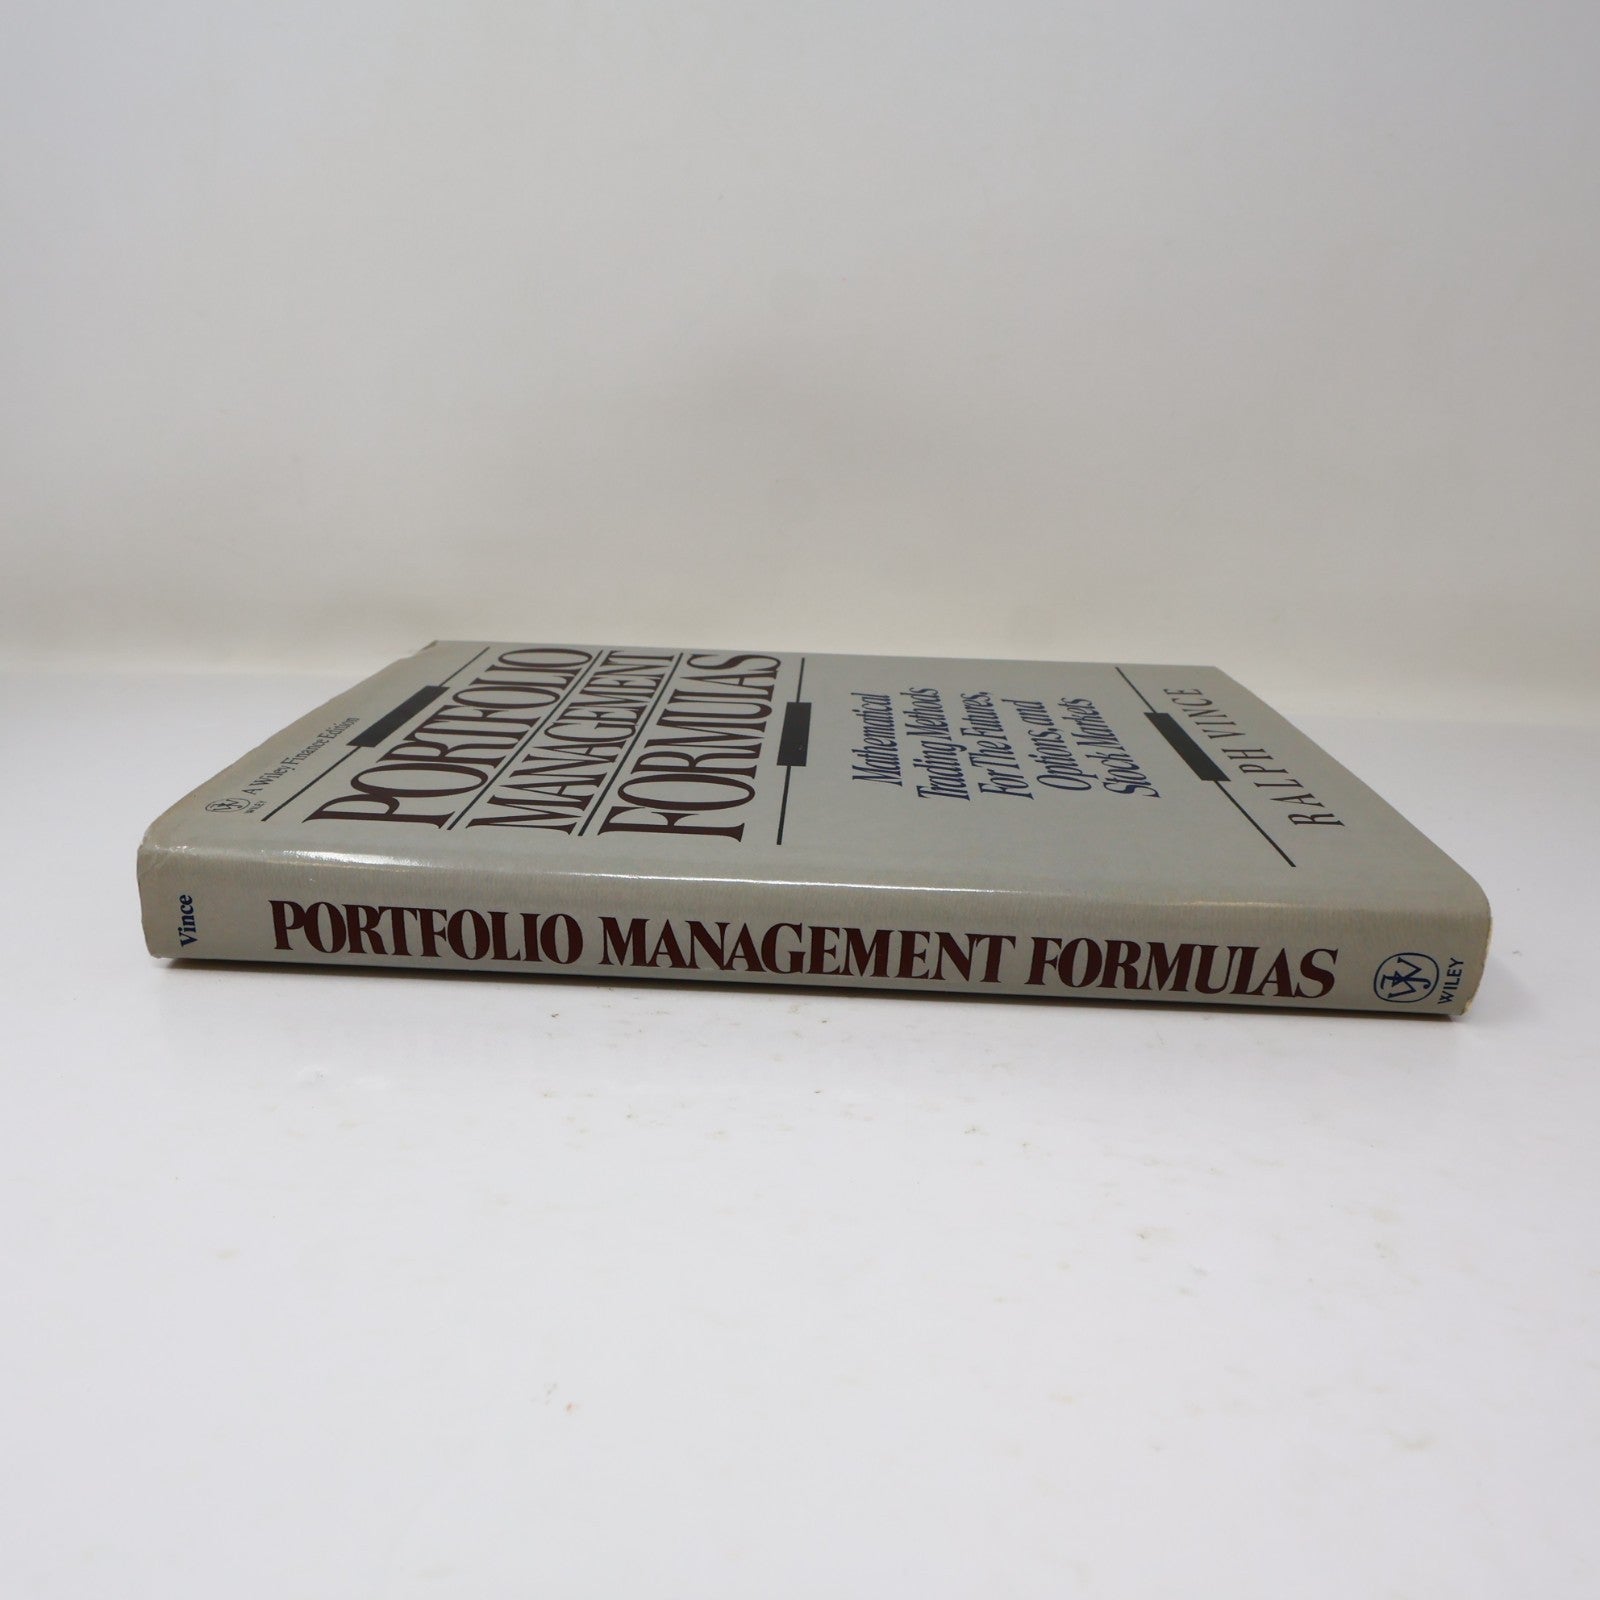 A Wiley Finance Edition
WILEY
PORTFOLIO
MANAGEMENT
FORMULAS
Mathematical
Trading Methods
For The Futures,
Options, and
Stock Markets
RALPH VINCE
Vince
PORTFOLIO MANAGEMENT FORMULAS
WILEY